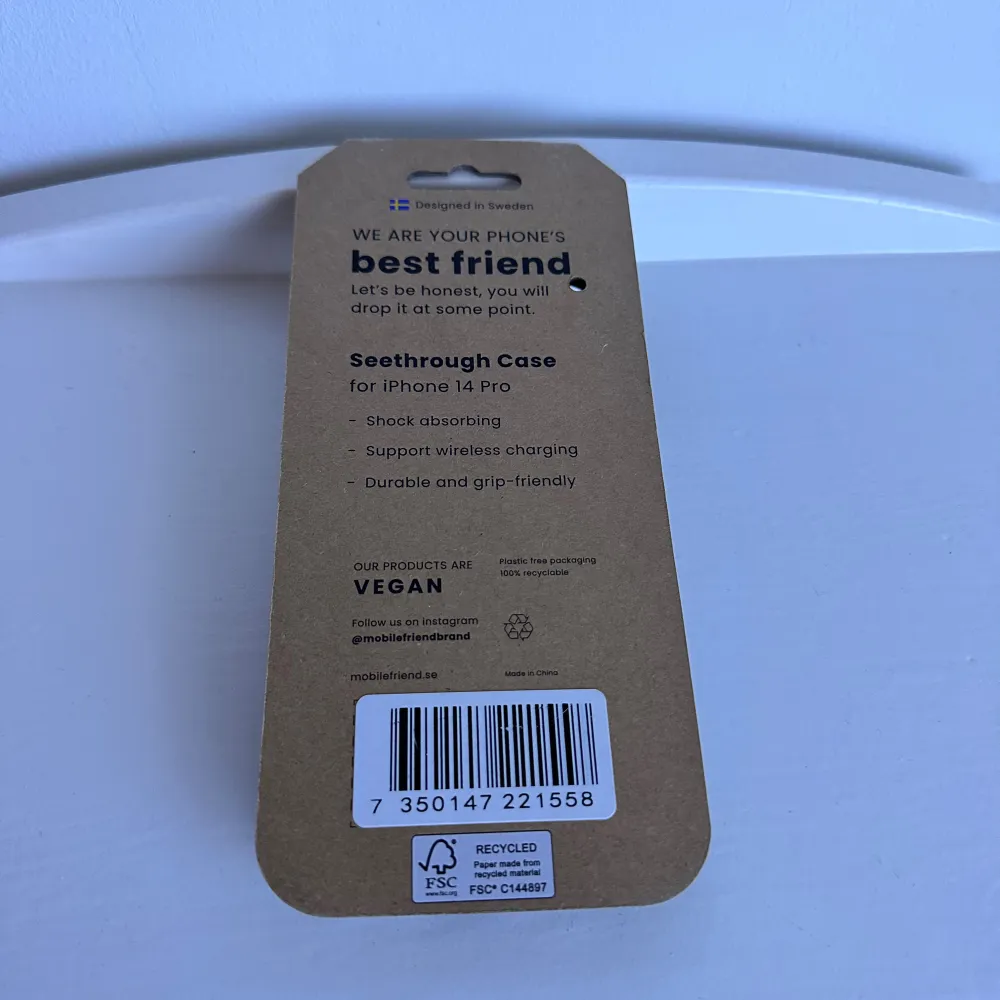 Designed in Sweden
WE ARE YOUR PHONE'S
best friend
Let's be honest, you will
drop it at some point.
Seethrough Case
for iPhone 14 Pro
- Shock absorbing
- Support wireless charging
- Durable and grip-friendly
OUR PRODUCTS ARE
VEGAN
Plastic free packaging
100% recyclable
Follow us on instagram
@mobilefriendbrand
mobilefriend.se
Made in China
7 350147 221558
FSC
www.fsc.org
RECYCLED
Paper made from
recycled material
FSC® C144897